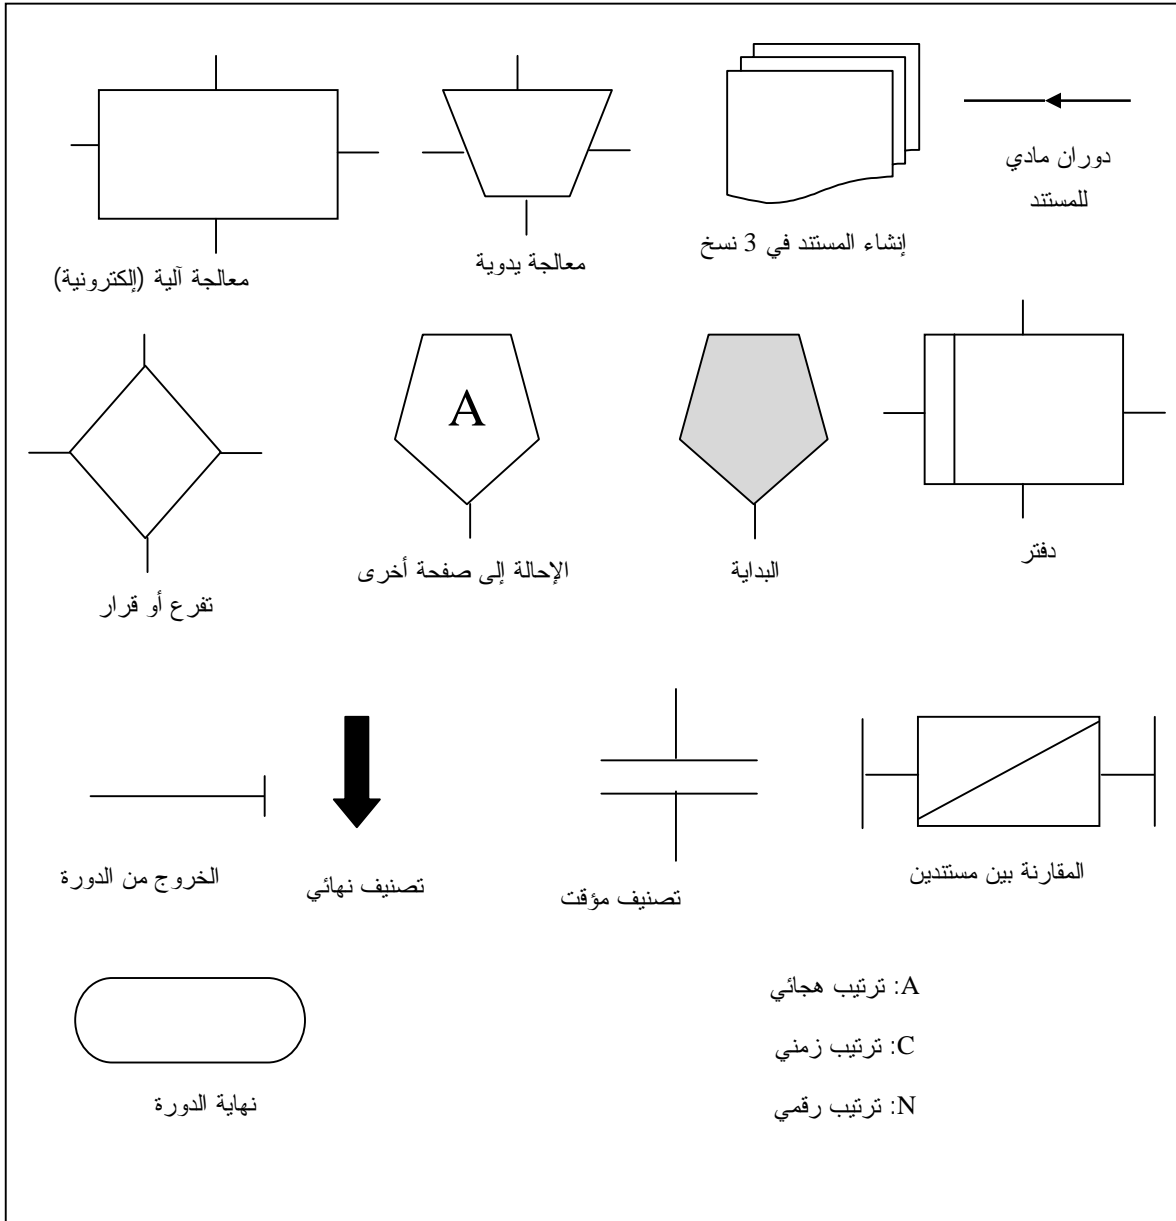 دوران مادي
للمستند
إنشاء المستند في 3 نسخ
معالجة يدوية
معالجة آلية (إلكترونية)
دفتر
البداية
A
الإحالة إلى صفحة أخرى
تفرع أو قرار
المقارنة بين مستندين
تصنيف مؤقت
تصنيف نهائي
الخروج من الدورة
A: ترتيب هجائي
C: ترتيب زمني
N: ترتيب رقمي
نهاية الدورة